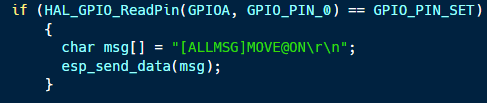 if (HAL_GPIO_ReadPin(GPIOA, GPIO_PIN_0) == GPIO_PIN_SET)
{
char msg[] = "[ALLMSG]MOVE@ON\r\n";
esp_send_data(msg);
}